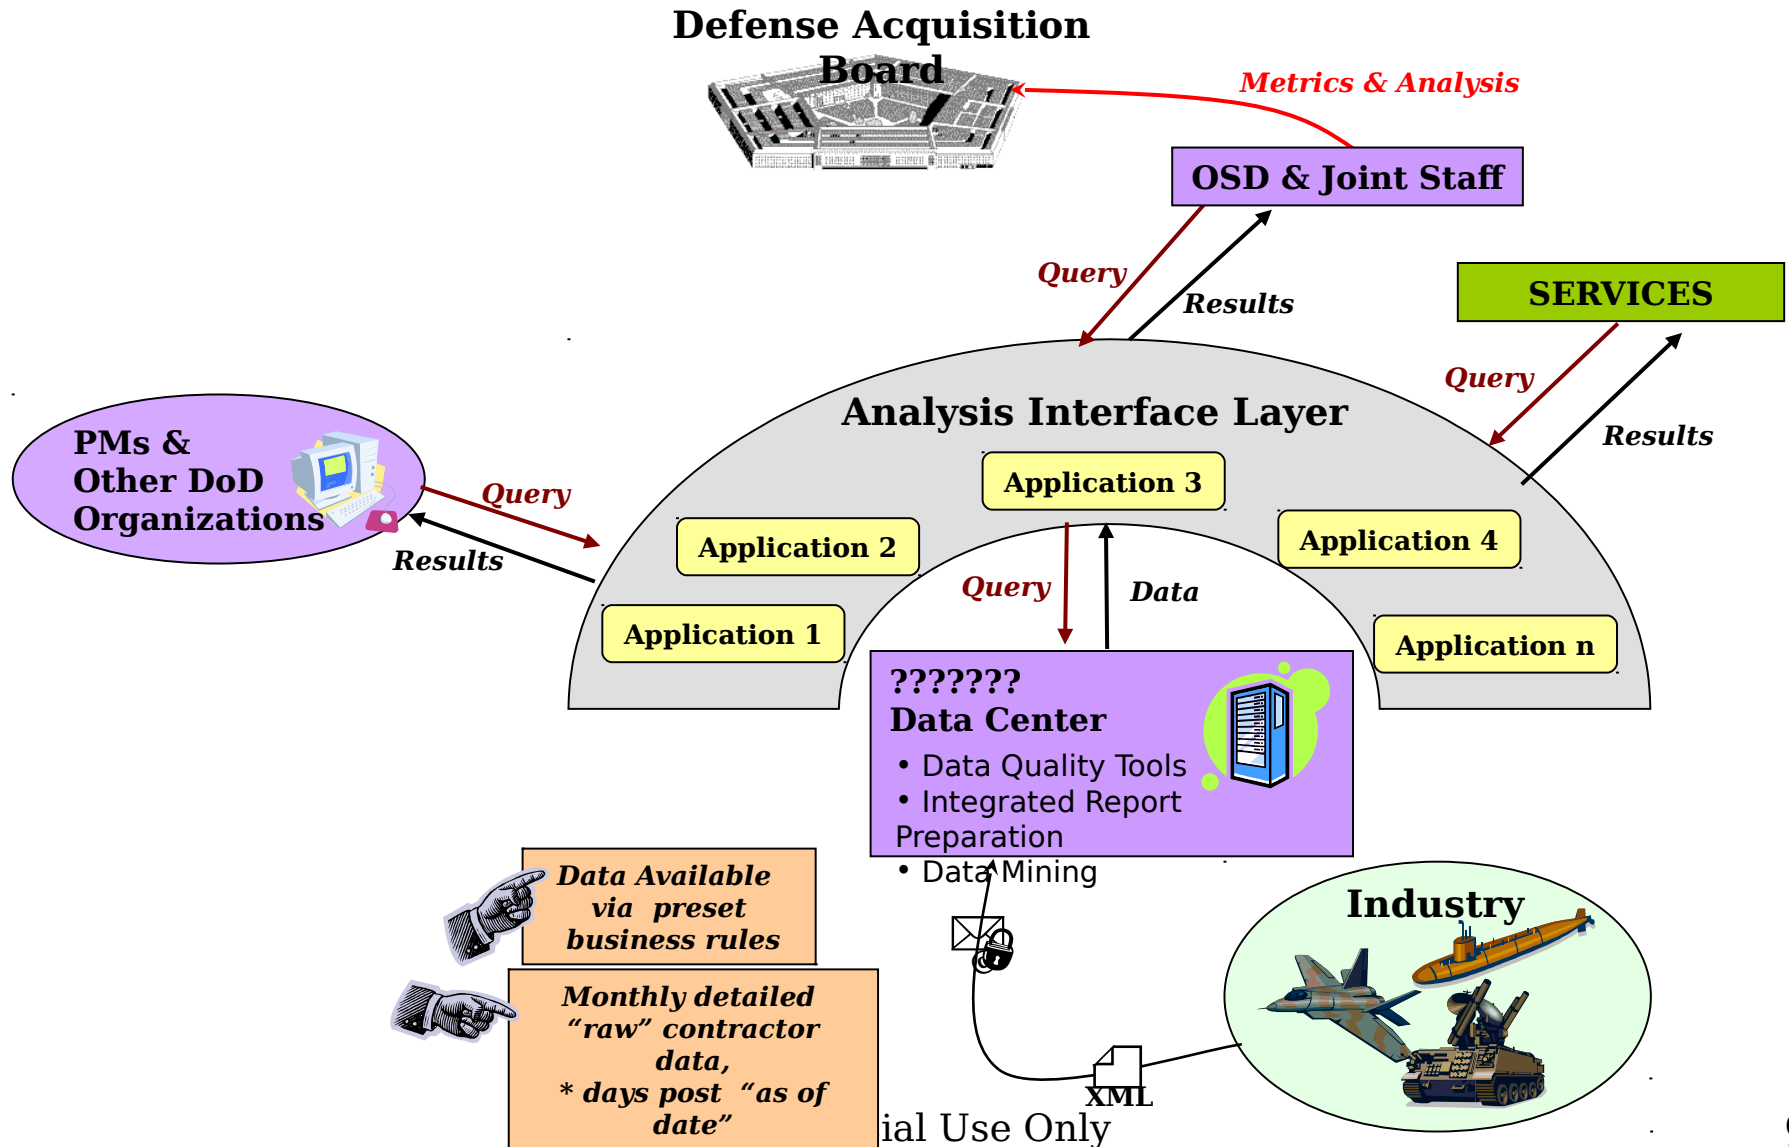 Defense Acquisition
Board
Metrics & Analysis
OSD & Joint Staff
Query
Results
SERVICES
Query
Results
Analysis Interface Layer
PMs &
Other DoD
Organizations
Query
Results
Application 3
Application 2
Application 4
Application 1
Application n
Query
Data
???????
Data Center
• Data Quality Tools
• Integrated Report
Preparation
• Data Mining
Data Available
via preset
business rules
Industry
Monthly detailed
“raw” contractor
data,
* days post “as of
date”
XML
Use Only